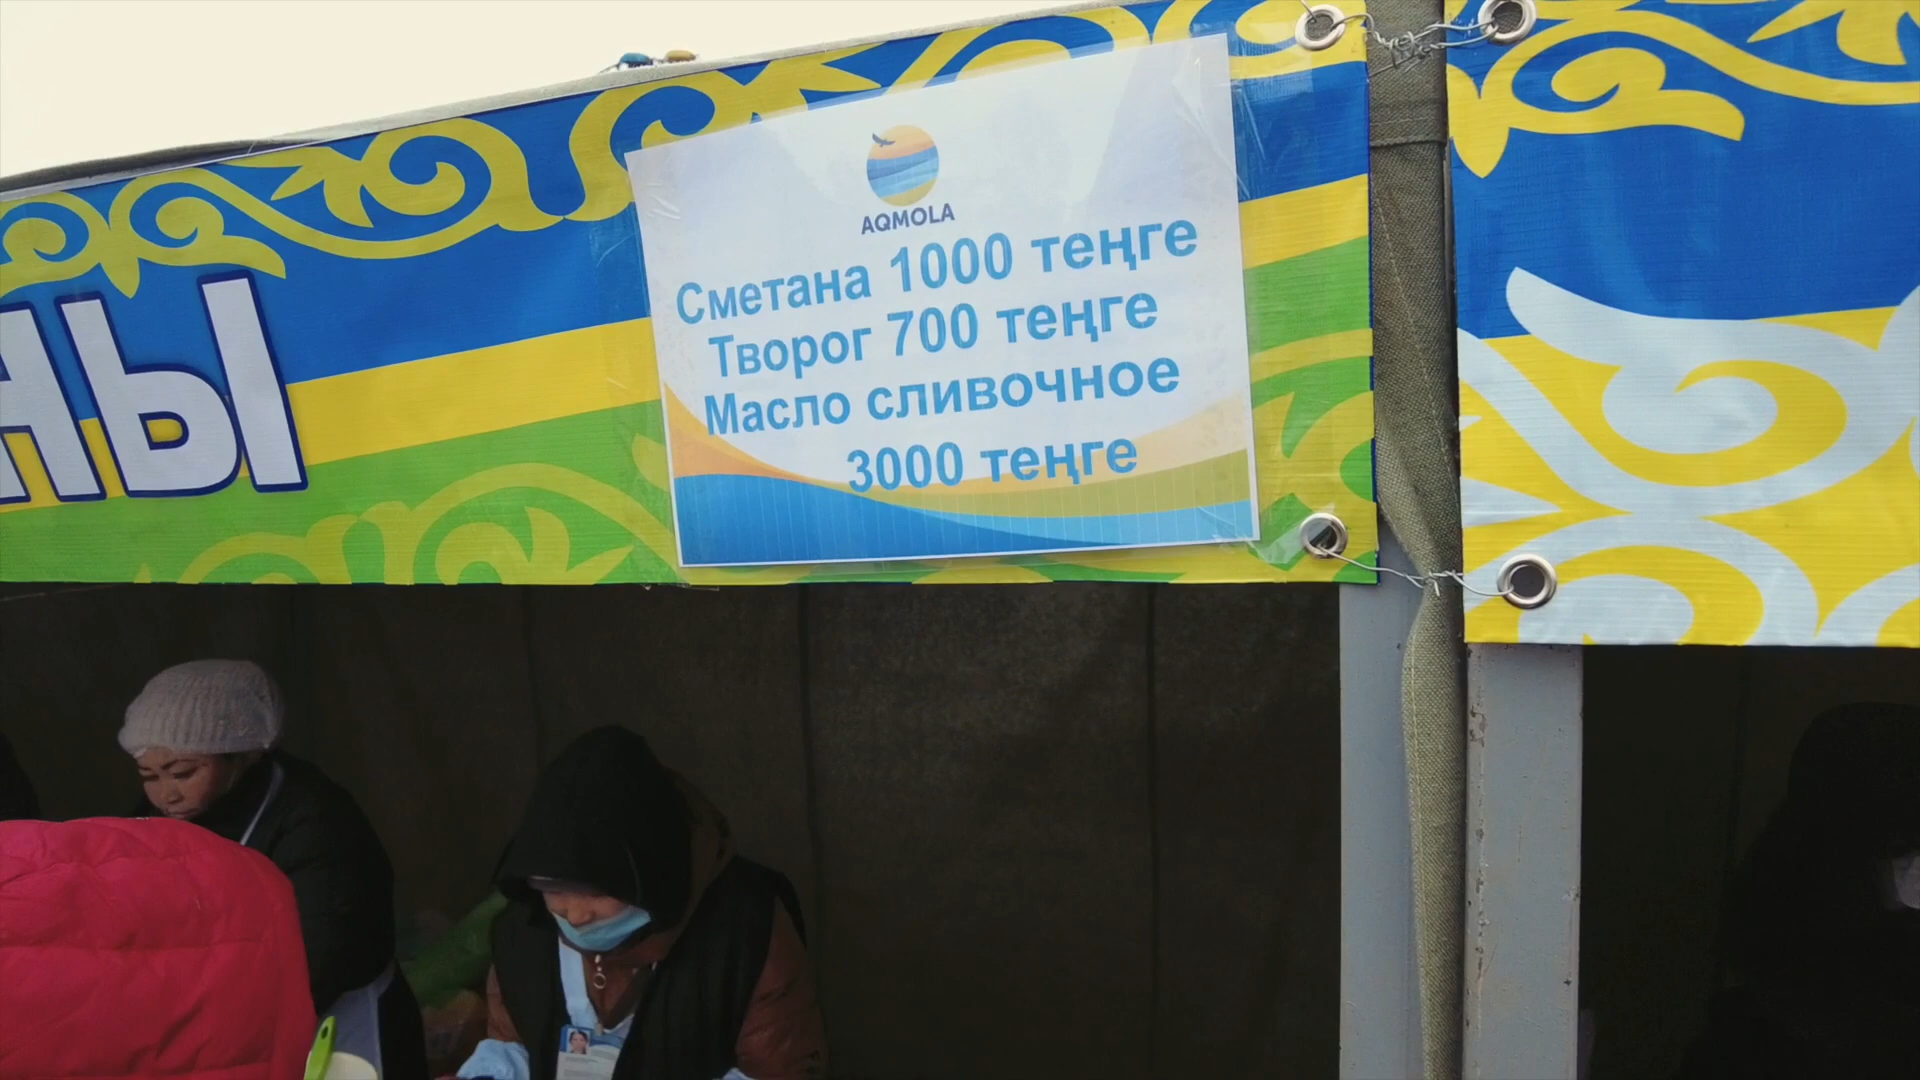 AQMOLA
Сметана 1000 теңге
Творог 700 теңге
Масло сливочное
3000 теңге
НЫ